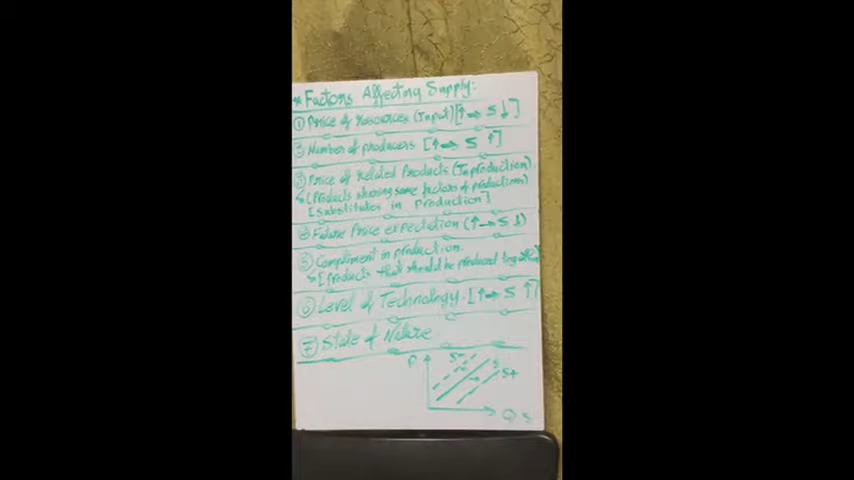 * Factors Affecting Supply:
① Price of Resources (Input) [↑ → S ↓]
② Number of producers [↑ → S ↑]
③ Price of Related Products (In production).
↳ (Products sharing same factors of productions)
[Substitutes in Production]
④ Future Price expectation (↑ → S ↓)
⑤ Compliment in production.
↳ [Products that should be produced
⑥ Level of Technology. [↑ → S ↑]
⑦ State of Nature
P S- S S+
Q s